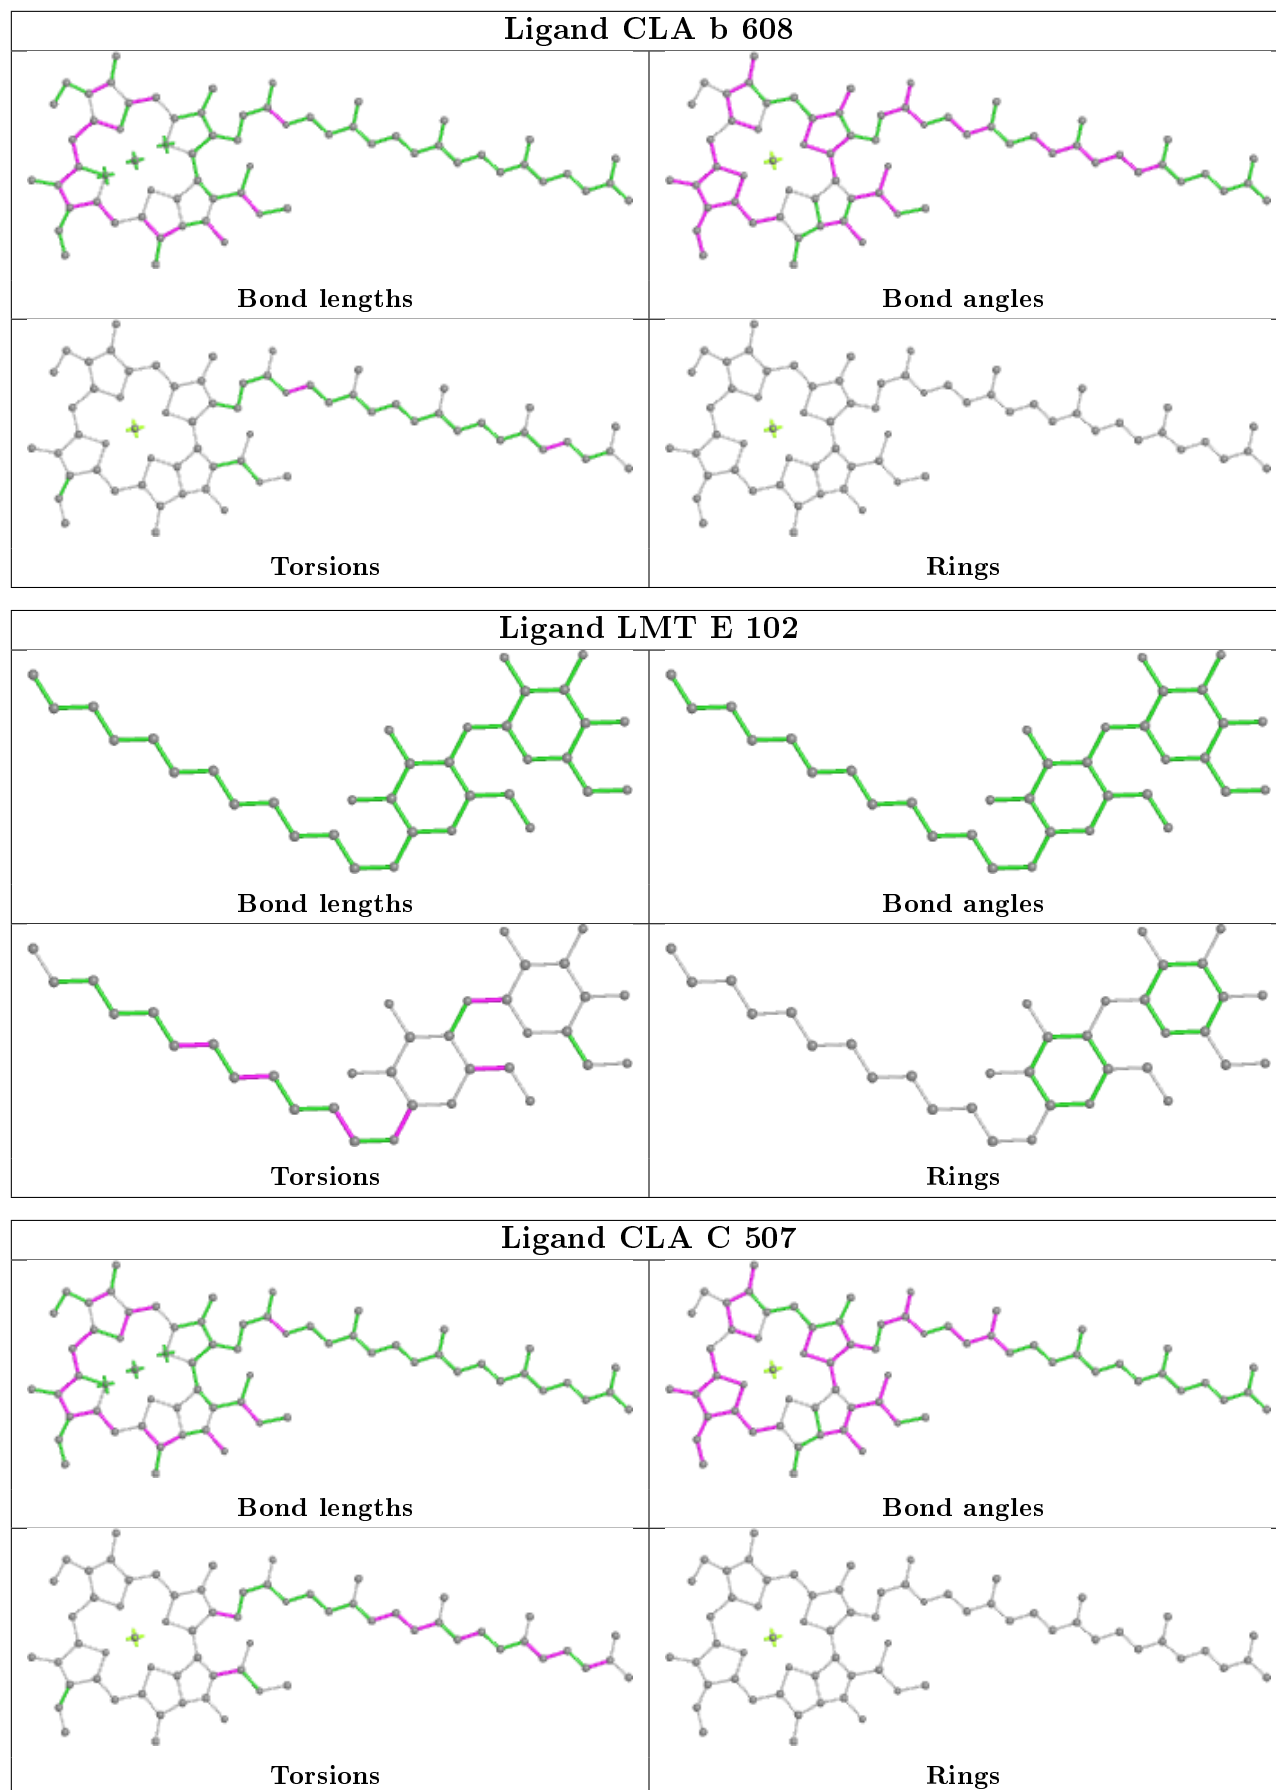 Ligand CLA b 608
Bond lengths
Bond angles
Torsions
Rings
Ligand LMT E 102
Bond lengths
Bond angles
Torsions
Rings
Ligand CLA C 507
Bond lengths
Bond angles
Torsions
Rings